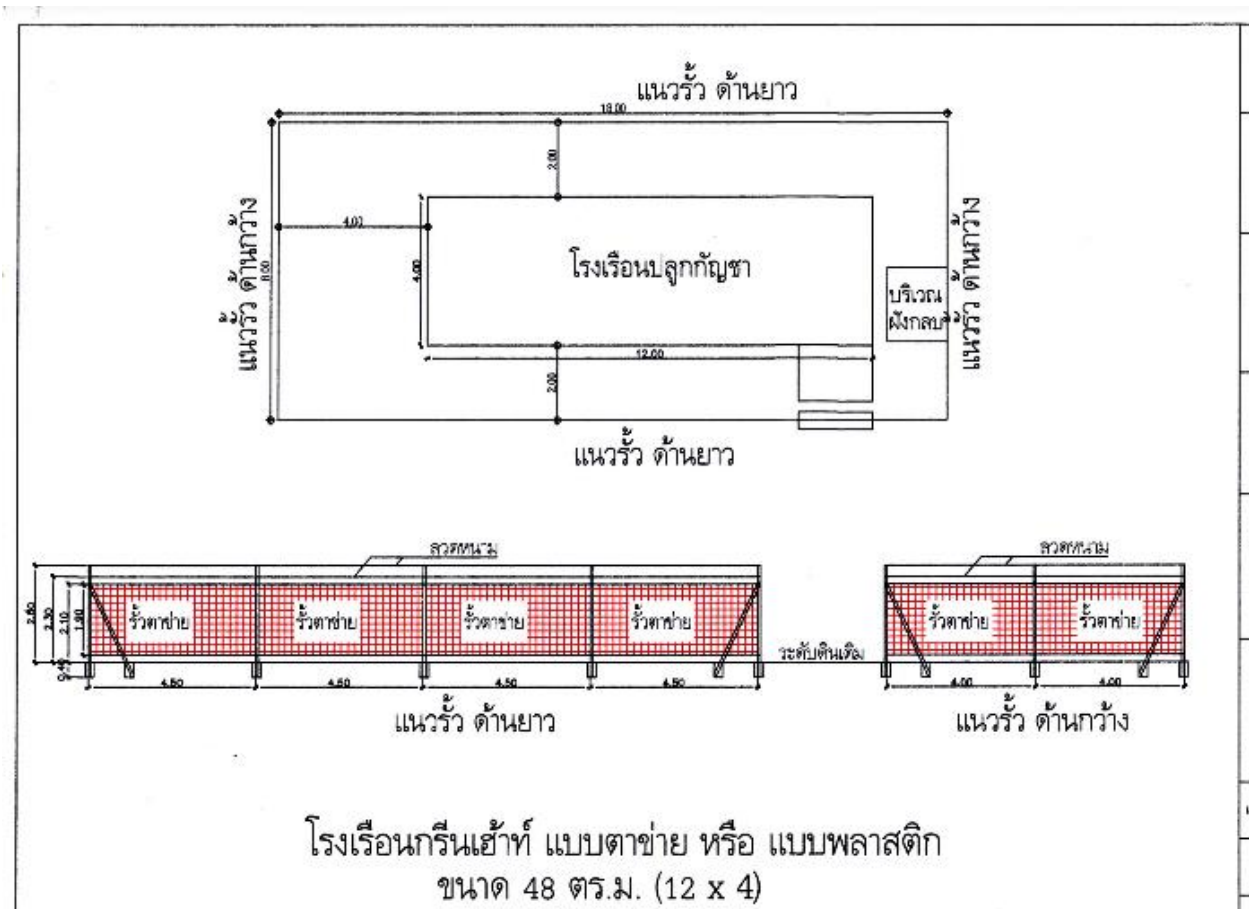 แนวรั้ว ด้านยาว
18.00
2.00
แนวรั้ว ด้านกว้าง
8.00
4.00
4.00
โรงเรือนปลูกกัญชา
บริเวณ
ฝังกลบ
แนวรั้ว ด้านกว้าง
12.00
2.00
แนวรั้ว ด้านยาว
ลวดหนาม
ลวดหนาม
2.30
2.10
รั้วตาข่าย
รั้วตาข่าย
รั้วตาข่าย
รั้วตาข่าย
รั้วตาข่าย
รั้วตาข่าย
ระดับดินเดิม
4.50
4.50
4.50
4.50
4.00
4.00
แนวรั้ว ด้านยาว
แนวรั้ว ด้านกว้าง
โรงเรือนกรีนเฮ้าท์ แบบตาข่าย หรือ แบบพลาสติก
ขนาด 48 ตร.ม. (12 x 4)